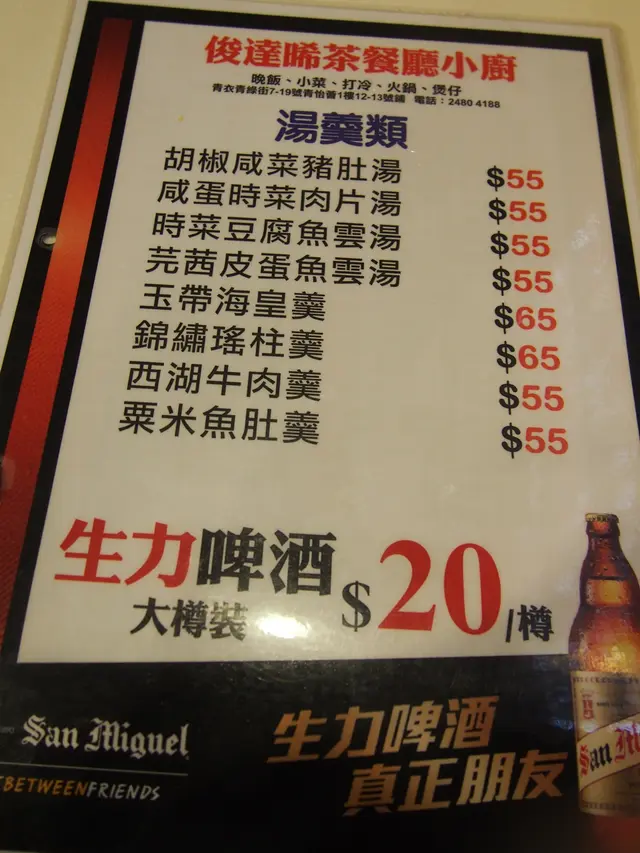 俊達晞茶餐廳小廚
晚飯、小菜、打冷、火鍋、煲仔
青衣青綠街7-19號青怡薈1樓12-13號鋪 電話：2480 4188
湯羹類
胡椒咸菜豬肚湯 $55
咸蛋時菜肉片湯 $55
時菜豆腐魚雲湯 $55
芫茜皮蛋魚雲湯 $55
玉帶海皇羹 $65
錦繡瑤柱羹 $65
西湖牛肉羹 $55
粟米魚肚羹 $55
生力啤酒
大樽裝 $20/樽
San Miguel
BETWEENFRIENDS
生力啤酒
真正朋友